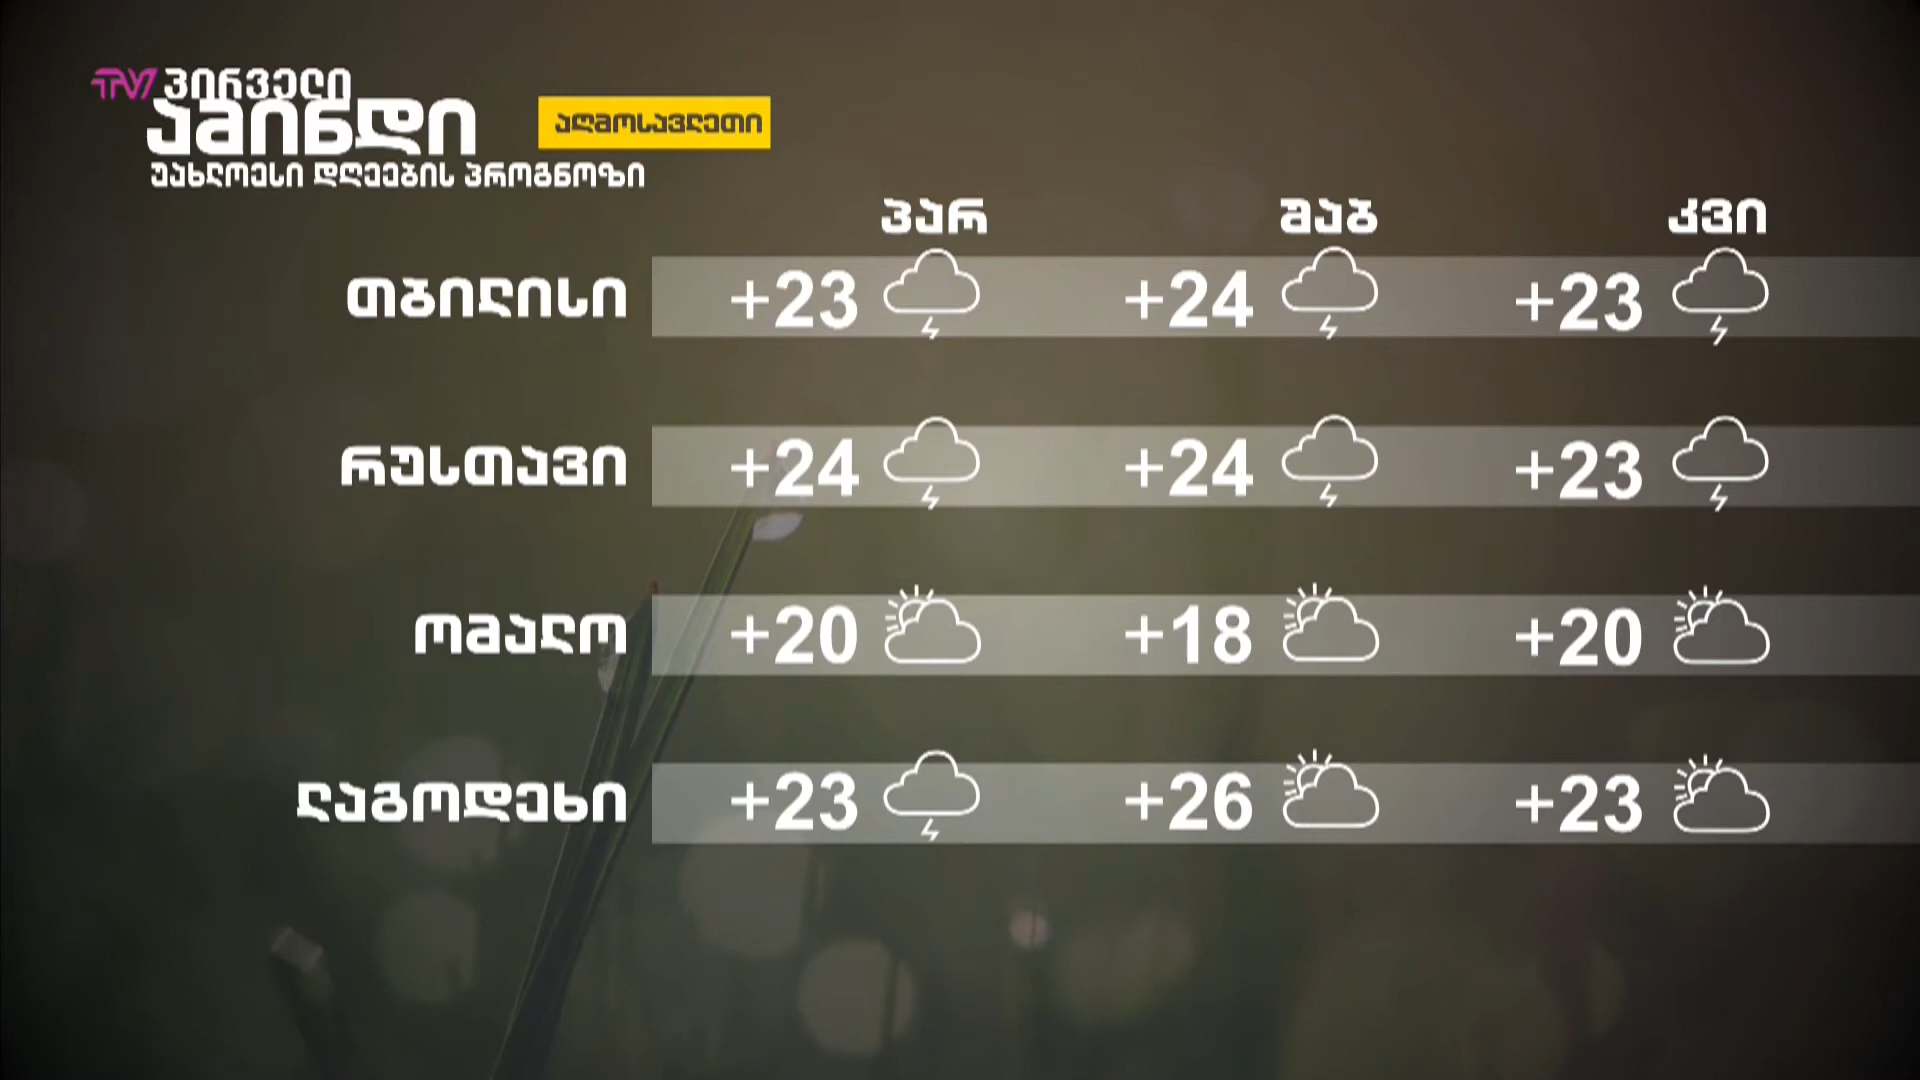 TV პირველი
ამინდი
აღმოსავლეთი
უახლოესი დღეების პროგნოზი
პარ შაბ კვი
თბილისი +23 +24 +23
რუსთავი +24 +24 +23
ომალო +20 +18 +20
ლაგოდეხი +23 +26 +23